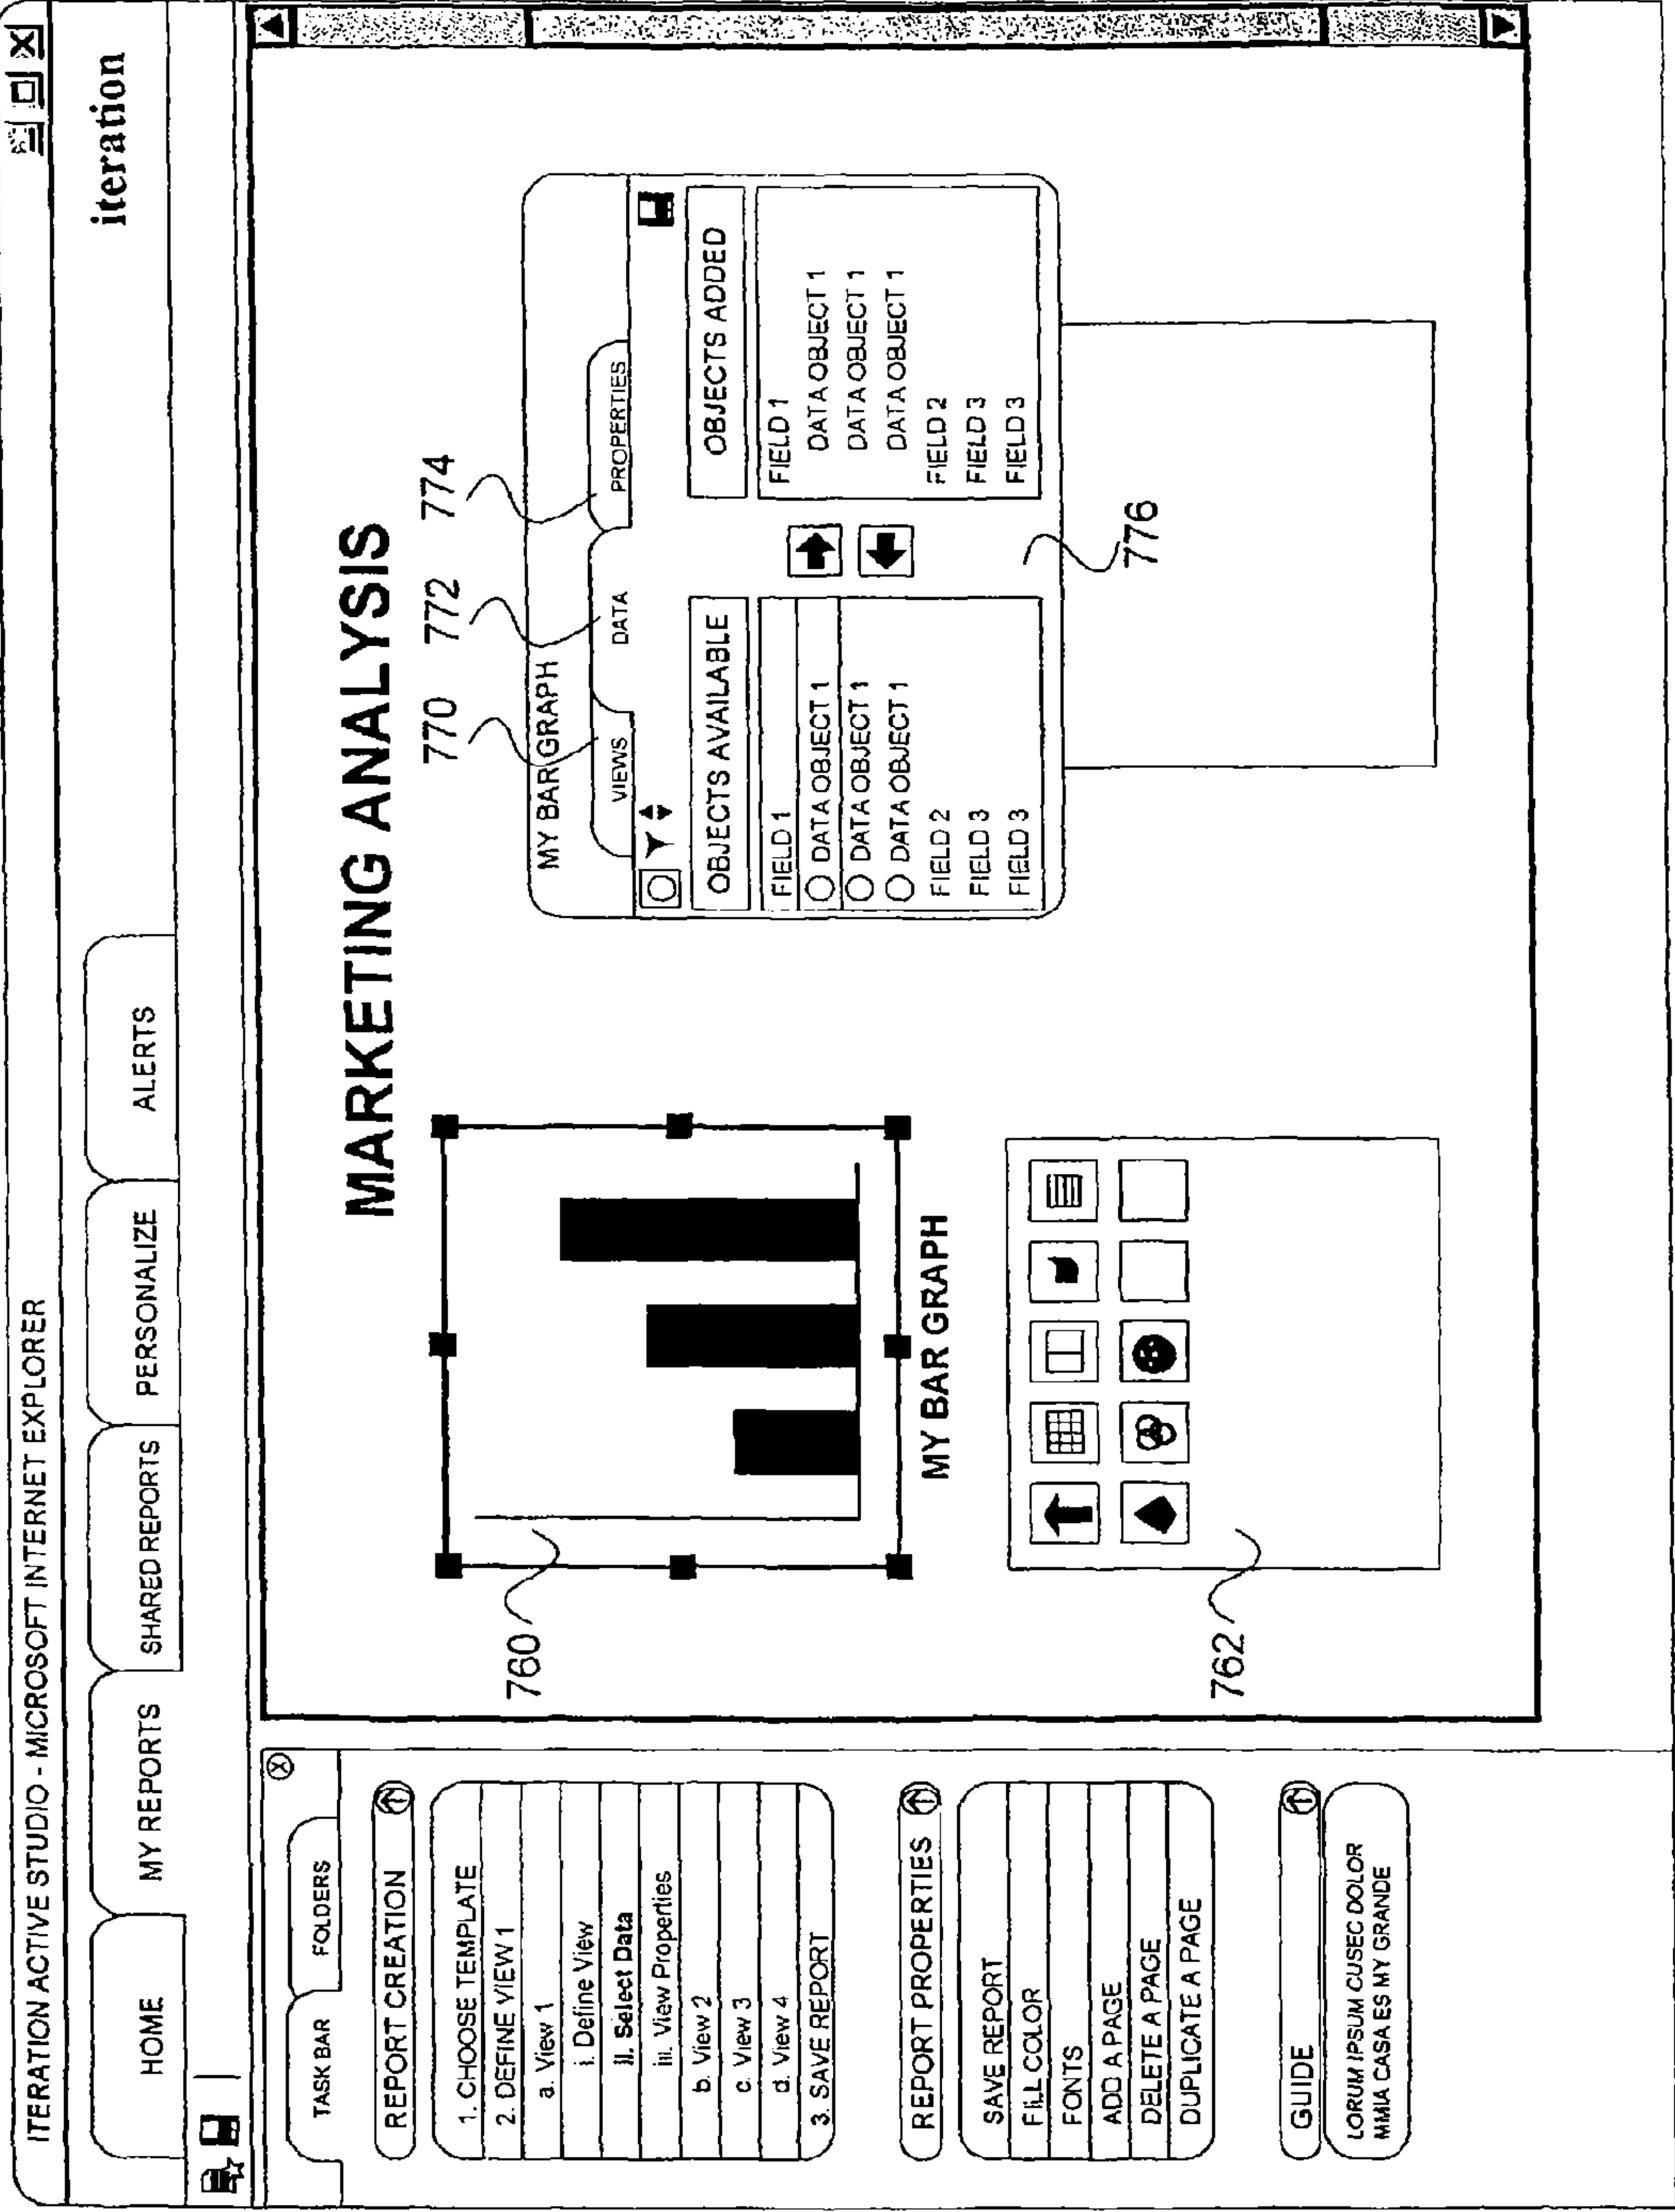 ITERATION ACTIVE STUDIO - MICROSOFT INTERNET EXPLORER
iteration
HOME
MY REPORTS
SHARED REPORTS
PERSONALIZE
ALERTS
TASK BAR
FOLDERS
REPORT CREATION
1. CHOOSE TEMPLATE
2. DEFINE VIEW 1
a. View 1
i. Define View
ii. Select Data
iii. View Properties
b. View 2
c. View 3
d. View 4
3. SAVE REPORT
REPORT PROPERTIES
SAVE REPORT
FILL COLOR
FONTS
ADD A PAGE
DELETE A PAGE
DUPLICATE A PAGE
GUIDE
LORUM IPSUM CUSEC DOLOR
MMIA CASA ES MY GRANDE
MARKETING ANALYSIS
760
MY BAR GRAPH
762
770
772
774
MY BAR GRAPH
VIEWS
DATA
PROPERTIES
OBJECTS AVAILABLE
FIELD 1
DATA OBJECT 1
DATA OBJECT 1
DATA OBJECT 1
FIELD 2
FIELD 3
FIELD 3
OBJECTS ADDED
FIELD 1
DATA OBJECT 1
DATA OBJECT 1
DATA OBJECT 1
FIELD 2
FIELD 3
FIELD 3
776